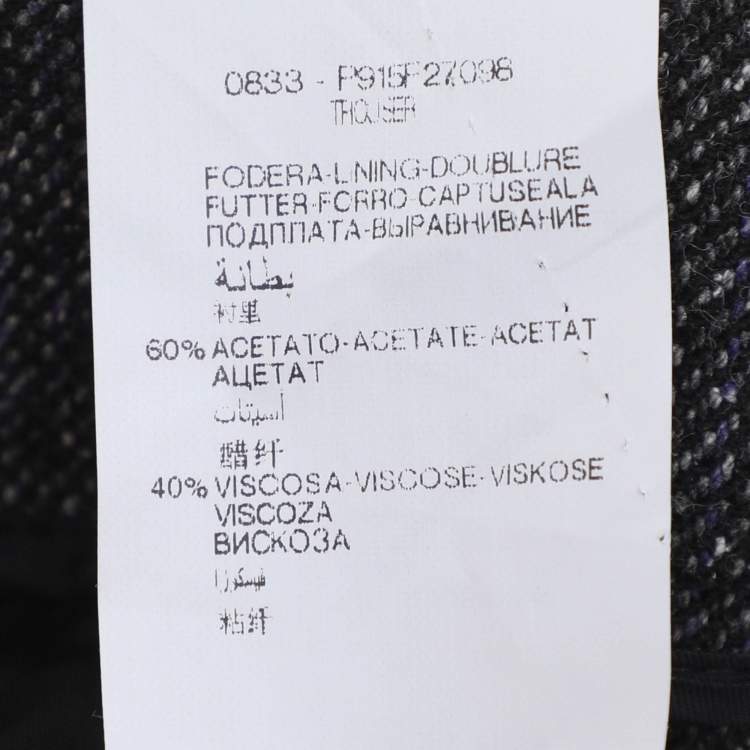 0833 - P915F27098
TROUSER
FODERA-LINING-DOUBLURE
FUTTER-FORRO-CAPTUSEALA
ПОДПЛАТА-ВЫРАВНИВАНИЕ
بطانة
衬里
60% ACETATO-ACETATE-ACETAT
АЦЕТАТ
أسيتات
醋纤
40% VISCOSA-VISCOSE-VISKOSE
VISCOZA
ВИСКОЗА
فيسكوزا
粘纤